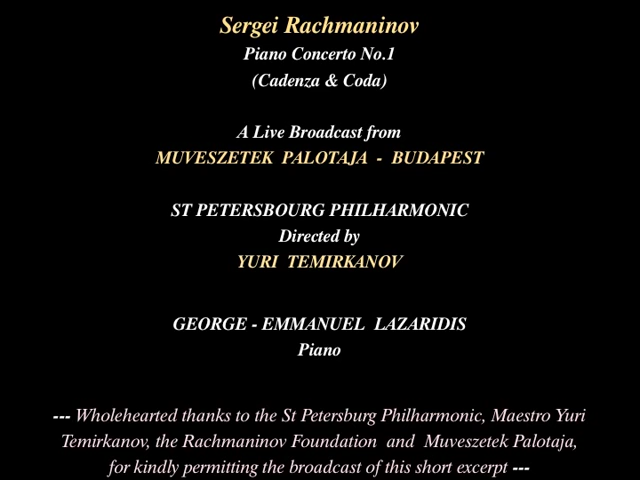 Sergei Rachmaninov
Piano Concerto No.1
(Cadenza & Coda)
A Live Broadcast from
MUVESZETEK PALOTAJA - BUDAPEST
ST PETERSBOURG PHILHARMONIC
Directed by
YURI TEMIRKANOV
GEORGE - EMMANUEL LAZARIDIS
Piano
--- Wholehearted thanks to the St Petersburg Philharmonic, Maestro Yuri
Temirkanov, the Rachmaninov Foundation and Muveszetek Palotaja,
for kindly permitting the broadcast of this short excerpt ---